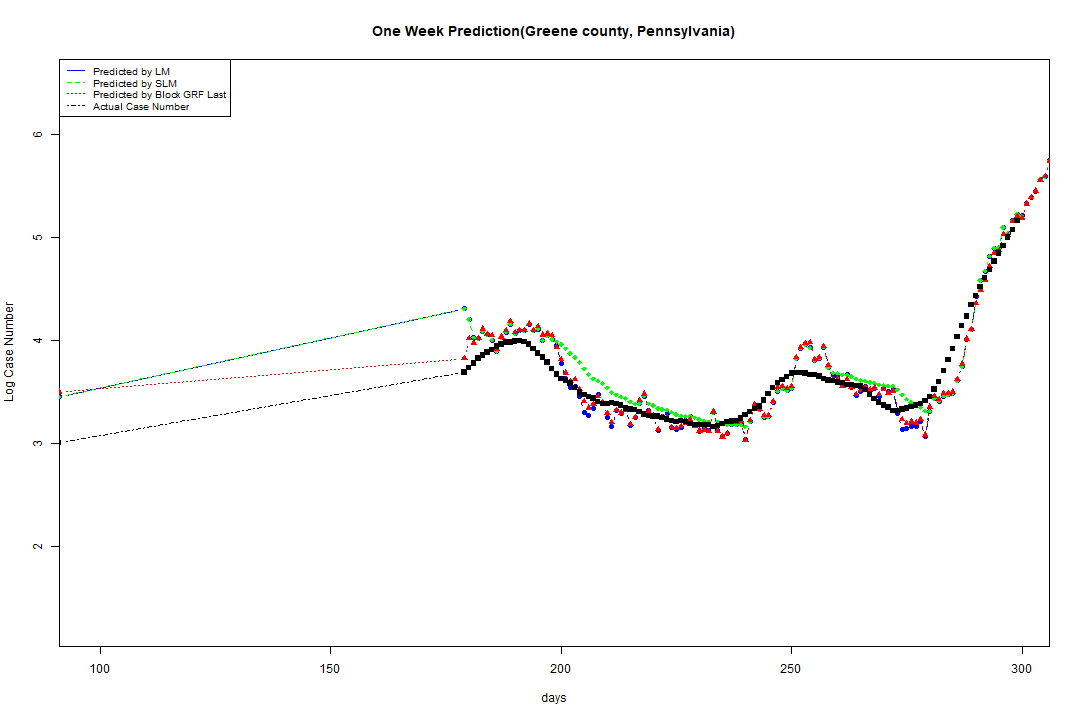 One Week Prediction(Greene county, Pennsylvania)
Predicted by LM
Predicted by SLM
Predicted by Block GRF Last
Actual Case Number
6
5
4
3
2
Log Case Number
100 150 200 250 300
days